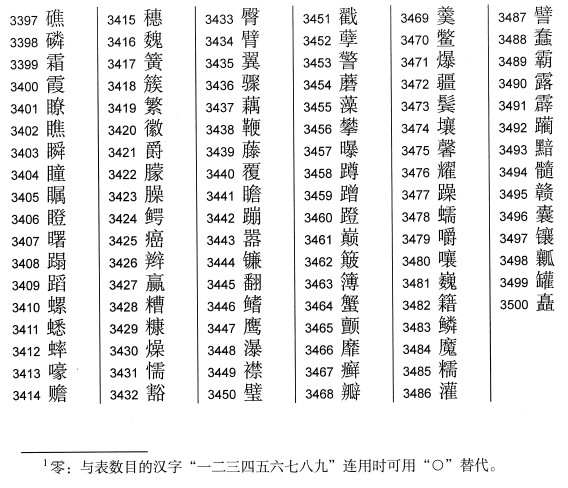 3397 礁
3398 磷
3399 霜
3400 霞
3401 瞭
3402 瞧
3403 瞬
3404 瞳
3405 瞩
3406 瞪
3407 曙
3408 蹋
3409 蹈
3410 螺
3411 蟋
3412 蟀
3413 嚎
3414 赡
3415 穗
3416 魏
3417 簧
3418 簇
3419 繁
3420 徽
3421 爵
3422 朦
3423 臊
3424 鳄
3425 癌
3426 辫
3427 赢
3428 糟
3429 糠
3430 燥
3431 懦
3432 豁
3433 臀
3434 臂
3435 翼
3436 骤
3437 藕
3438 鞭
3439 藤
3440 覆
3441 瞻
3442 蹦
3443 嚣
3444 镰
3445 翻
3446 鳍
3447 鹰
3448 瀑
3449 襟
3450 璧
3451 戳
3452 孽
3453 警
3454 蘑
3455 藻
3456 攀
3457 曝
3458 蹲
3459 蹭
3460 蹬
3461 巅
3462 簸
3463 簿
3464 蟹
3465 颤
3466 靡
3467 癣
3468 瓣
3469 羹
3470 鳖
3471 爆
3472 疆
3473 鬓
3474 壤
3475 馨
3476 耀
3477 躁
3478 蠕
3479 嚼
3480 嚷
3481 巍
3482 籍
3483 鳞
3484 魔
3485 糯
3486 灌
3487 譬
3488 蠢
3489 霸
3490 露
3491 霹
3492 躏
3493 黯
3494 髓
3495 赣
3496 囊
3497 镶
3498 瓤
3499 罐
3500 矗
¹零：与表数目的汉字“一二三四五六七八九”连用时可用“〇”替代。